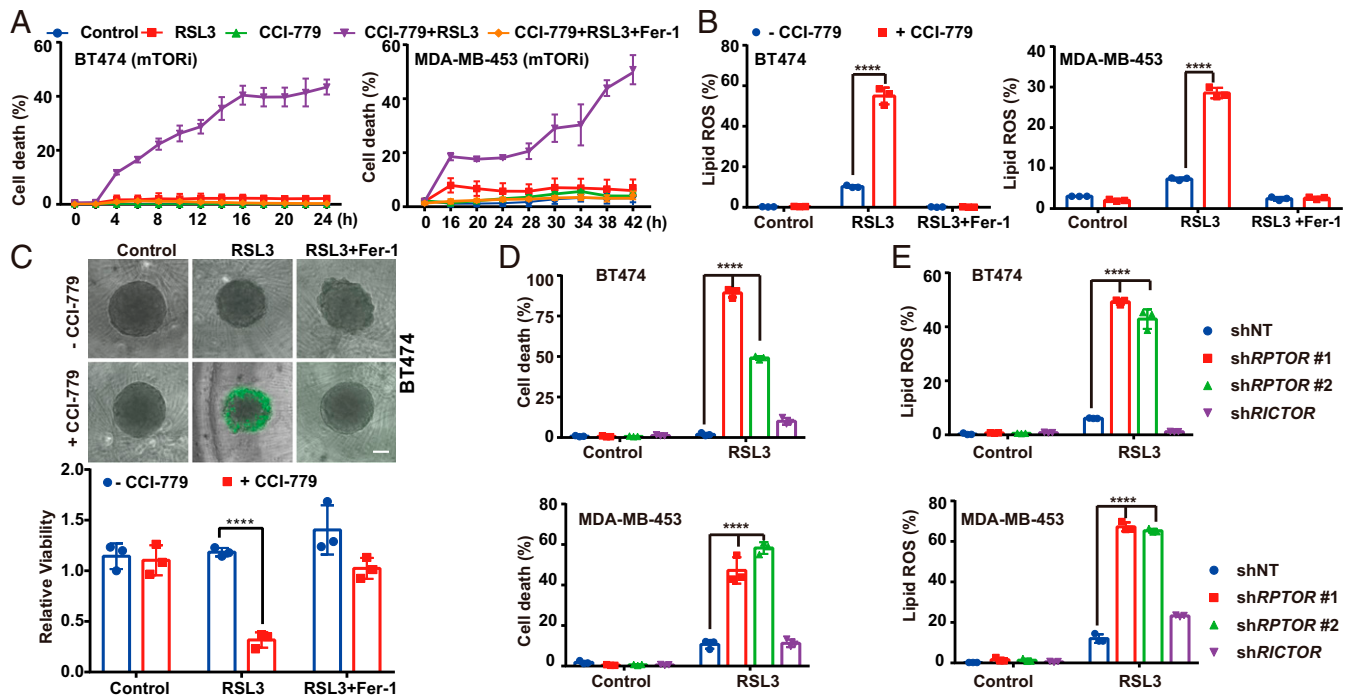 A
Control RSL3 CCI-779 CCI-779+RSL3 CCI-779+RSL3+Fer-1
BT474 (mTORi)
Cell death (%)
60
40
20
0
0 4 8 12 16 20 24 (h)
MDA-MB-453 (mTORi)
Cell death (%)
60
40
20
0
0 16 20 24 28 30 34 38 42 (h)
B
- CCI-779 + CCI-779
BT474
Lipid ROS (%)
80
60
40
20
0
****
Control RSL3 RSL3+Fer-1
MDA-MB-453
Lipid ROS (%)
40
30
20
10
0
****
Control RSL3 RSL3 +Fer-1
C
Control RSL3 RSL3+Fer-1
- CCI-779
+ CCI-779
BT474
- CCI-779 + CCI-779
Relative Viability
2.0
1.5
1.0
0.5
0.0
****
Control RSL3 RSL3+Fer-1
D
BT474
Cell death (%)
100
75
50
25
0
****
Control RSL3
MDA-MB-453
Cell death (%)
80
60
40
20
0
****
Control RSL3
E
BT474
Lipid ROS (%)
60
40
20
0
****
Control RSL3
shNT
shRPTOR #1
shRPTOR #2
shRICTOR
MDA-MB-453
Lipid ROS (%)
80
60
40
20
0
****
Control RSL3
shNT
shRPTOR #1
shRPTOR #2
shRICTOR